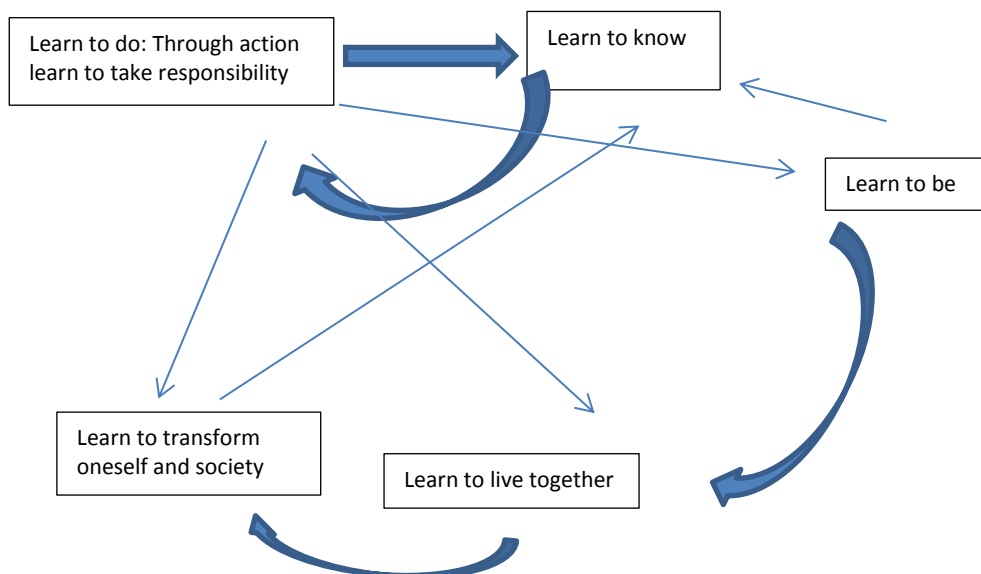 Learn to do: Through action
learn to take responsibility
Learn to know
Learn to be
Learn to transform
oneself and society
Learn to live together